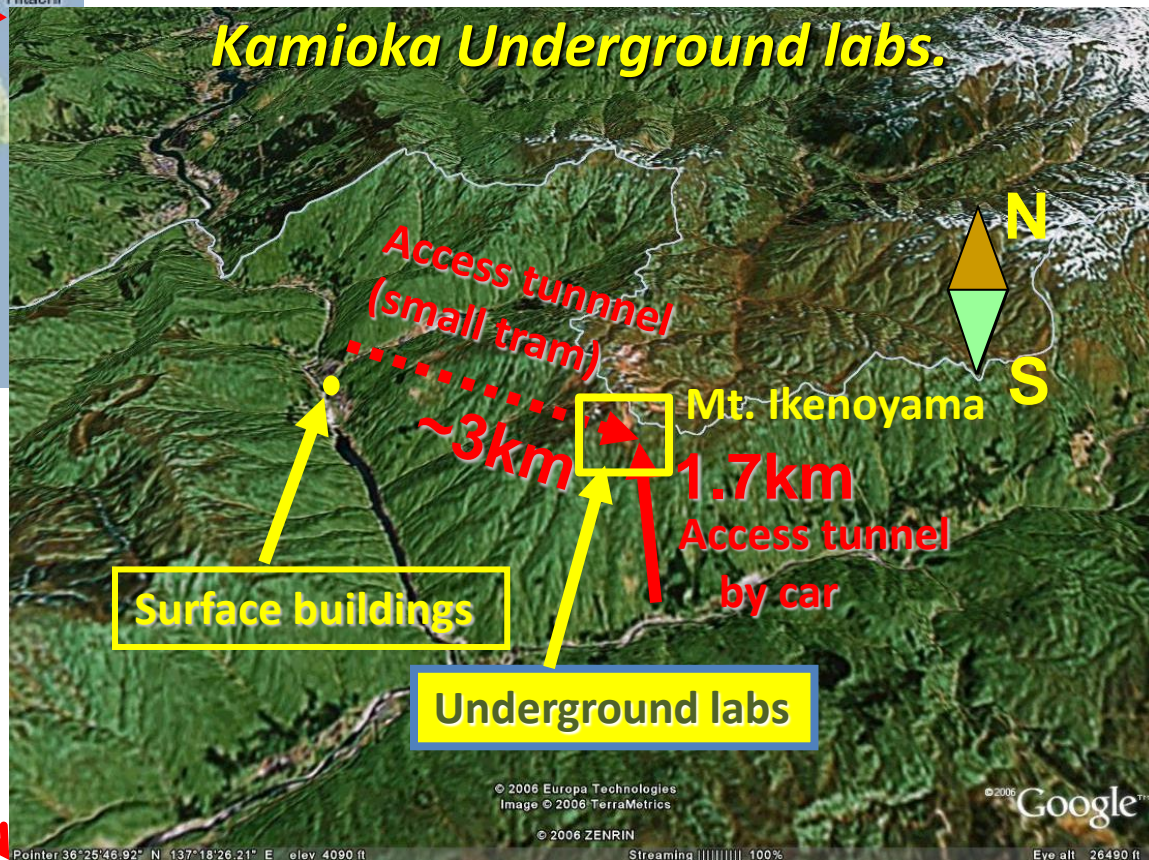 Kamioka Underground labs.
N
Access tunnnel
(small tram)
S
Mt. Ikenoyama
~3km
1.7km
Access tunnel
by car
Surface buildings
Underground labs
© 2006 Europa Technologies
Image © 2006 TerraMetrics
©2006 Google™
© 2006 ZENRIN
Pointer 36°25'46.92" N 137°18'26.21" E elev 4090 ft Streaming ||||||||| 100% Eye alt 26490 ft